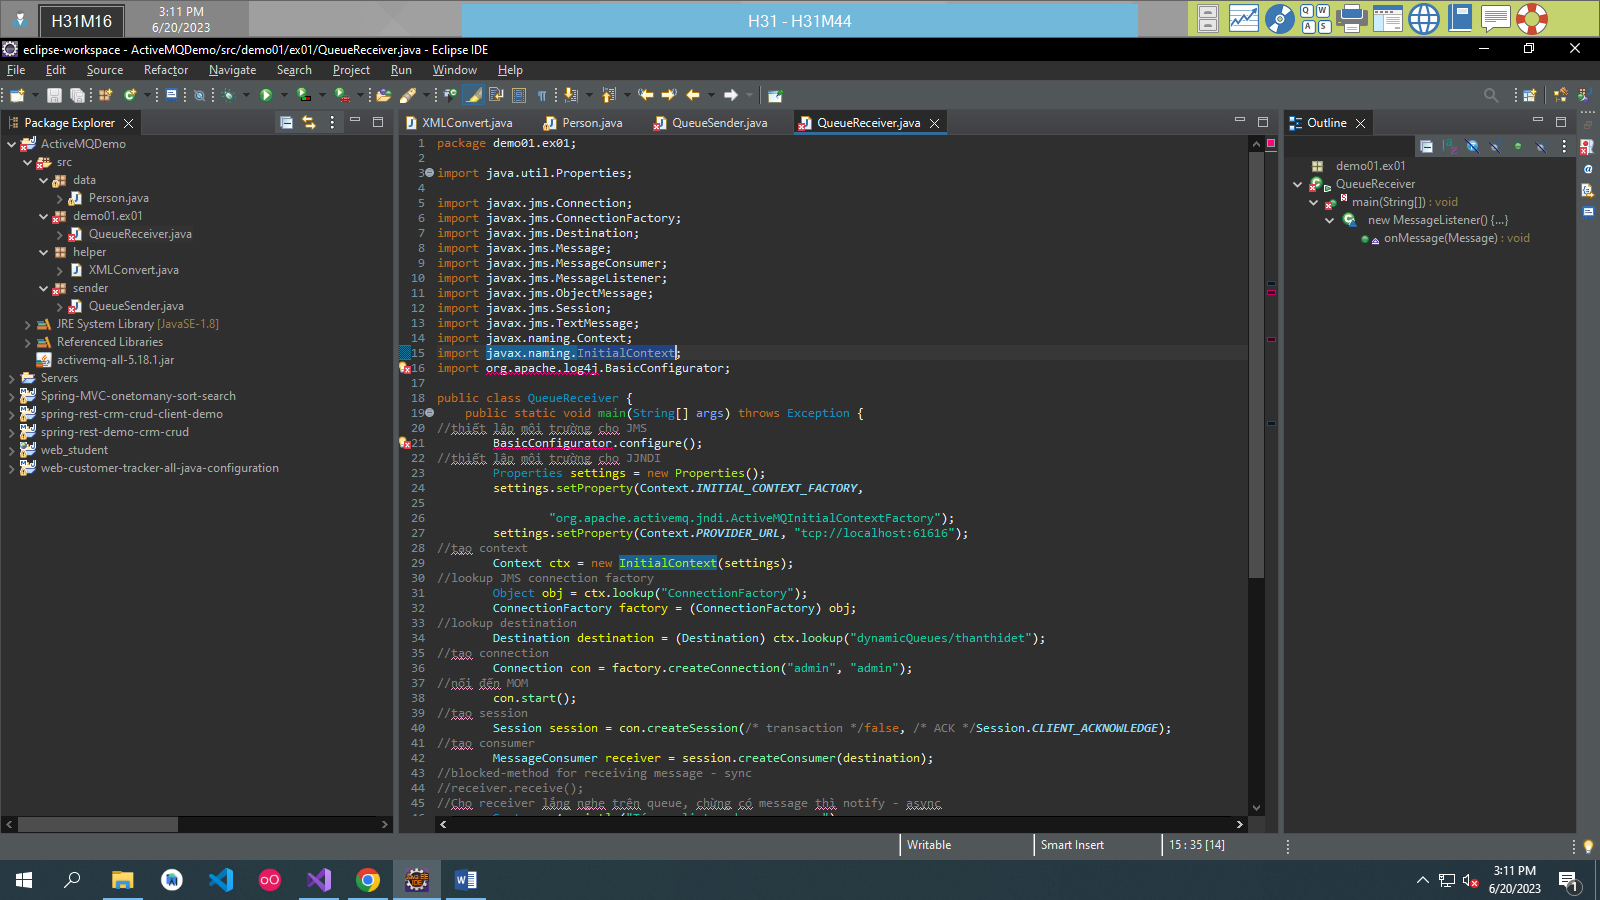 H31M16
3:11 PM
6/20/2023
H31 - H31M44
eclipse-workspace - ActiveMQDemo/src/demo01/ex01/QueueReceiver.java - Eclipse IDE
File Edit Source Refactor Navigate Search Project Run Window Help
Package Explorer
ActiveMQDemo
src
data
Person.java
demo01.ex01
QueueReceiver.java
helper
XMLConvert.java
sender
QueueSender.java
JRE System Library [JavaSE-1.8]
Referenced Libraries
activemq-all-5.18.1.jar
Servers
Spring-MVC-onetomany-sort-search
spring-rest-crm-crud-client-demo
spring-rest-demo-crm-crud
web_student
web-customer-tracker-all-java-configuration
XMLConvert.java Person.java QueueSender.java QueueReceiver.java
1 package demo01.ex01;
2
3 import java.util.Properties;
4
5 import javax.jms.Connection;
6 import javax.jms.ConnectionFactory;
7 import javax.jms.Destination;
8 import javax.jms.Message;
9 import javax.jms.MessageConsumer;
10 import javax.jms.MessageListener;
11 import javax.jms.ObjectMessage;
12 import javax.jms.Session;
13 import javax.jms.TextMessage;
14 import javax.naming.Context;
15 import javax.naming.InitialContext;
16 import org.apache.log4j.BasicConfigurator;
17
18 public class QueueReceiver {
19 public static void main(String[] args) throws Exception {
20 //thiết lập môi trường cho JMS
21 BasicConfigurator.configure();
22 //thiết lập môi trường cho JJNDI
23 Properties settings = new Properties();
24 settings.setProperty(Context.INITIAL_CONTEXT_FACTORY,
25
26 "org.apache.activemq.jndi.ActiveMQInitialContextFactory");
27 settings.setProperty(Context.PROVIDER_URL, "tcp://localhost:61616");
28 //tạo context
29 Context ctx = new InitialContext(settings);
30 //lookup JMS connection factory
31 Object obj = ctx.lookup("ConnectionFactory");
32 ConnectionFactory factory = (ConnectionFactory) obj;
33 //lookup destination
34 Destination destination = (Destination) ctx.lookup("dynamicQueues/thanthidet");
35 //tạo connection
36 Connection con = factory.createConnection("admin", "admin");
37 //nối đến MOM
38 con.start();
39 //tạo session
40 Session session = con.createSession(/* transaction */false, /* ACK */Session.CLIENT_ACKNOWLEDGE);
41 //tạo consumer
42 MessageConsumer receiver = session.createConsumer(destination);
43 //blocked-method for receiving message - sync
44 //receiver.receive();
45 //Cho receiver lắng nghe trên queue, chừng có message thì notify - async
Outline
demo01.ex01
QueueReceiver
main(String[]) : void
new MessageListener() {...}
onMessage(Message) : void
Writable
Smart Insert
15 : 35 [14]
3:11 PM
6/20/2023
1